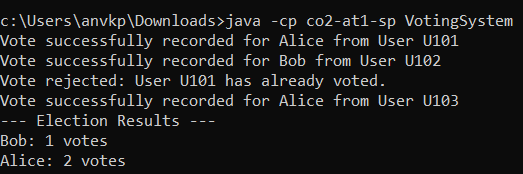 c:\Users\anvkp\Downloads>java -cp co2-at1-sp VotingSystem
Vote successfully recorded for Alice from User U101
Vote successfully recorded for Bob from User U102
Vote rejected: User U101 has already voted.
Vote successfully recorded for Alice from User U103
--- Election Results ---
Bob: 1 votes
Alice: 2 votes